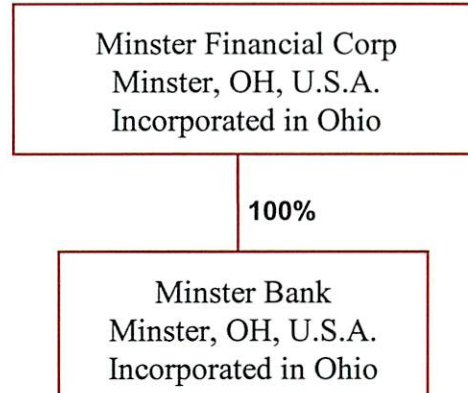 Minster Financial Corp
Minster, OH, U.S.A.
Incorporated in Ohio
100%
Minster Bank
Minster, OH, U.S.A.
Incorporated in Ohio